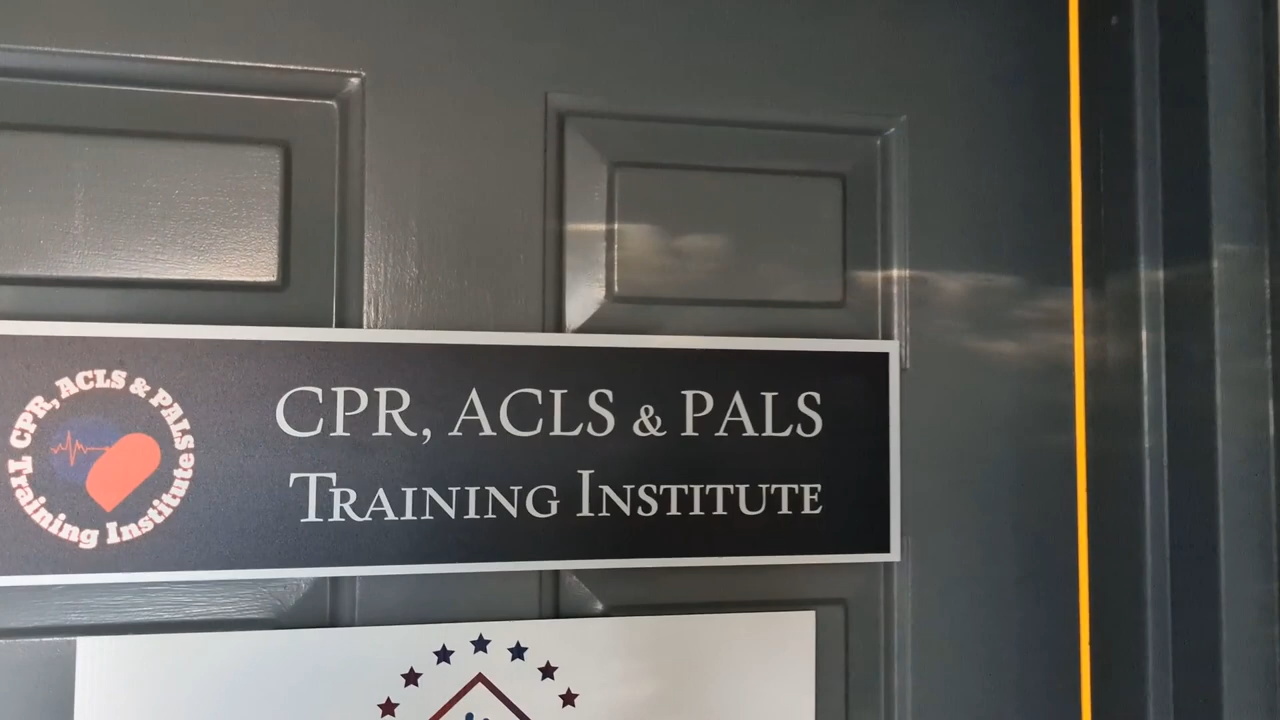 CPR, ACLS & PALS
Training Institute
CPR, ACLS & PALS
TRAINING INSTITUTE